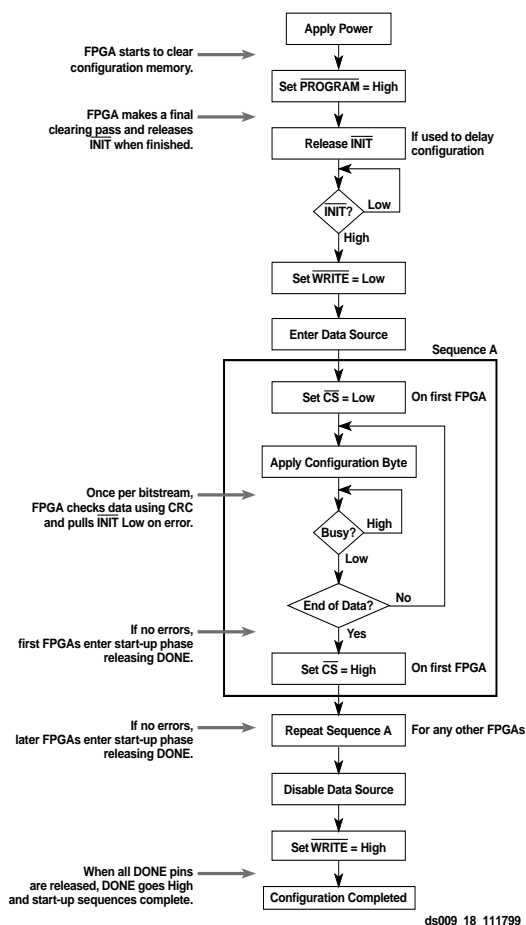 Apply Power
FPGA starts to clear
configuration memory.
Set PROGRAM = High
FPGA makes a final
clearing pass and releases
INIT when finished.
Release INIT
If used to delay
configuration
INIT?
Low
High
Set WRITE = Low
Enter Data Source
Sequence A
Set CS = Low
On first FPGA
Apply Configuration Byte
Once per bitstream,
FPGA checks data using CRC
and pulls INIT Low on error.
Busy?
High
Low
End of Data?
No
Yes
If no errors,
first FPGAs enter start-up phase
releasing DONE.
Set CS = High
On first FPGA
If no errors,
later FPGAs enter start-up phase
releasing DONE.
Repeat Sequence A
For any other FPGAs
Disable Data Source
Set WRITE = High
When all DONE pins
are released, DONE goes High
and start-up sequences complete.
Configuration Completed
ds009_18_111799